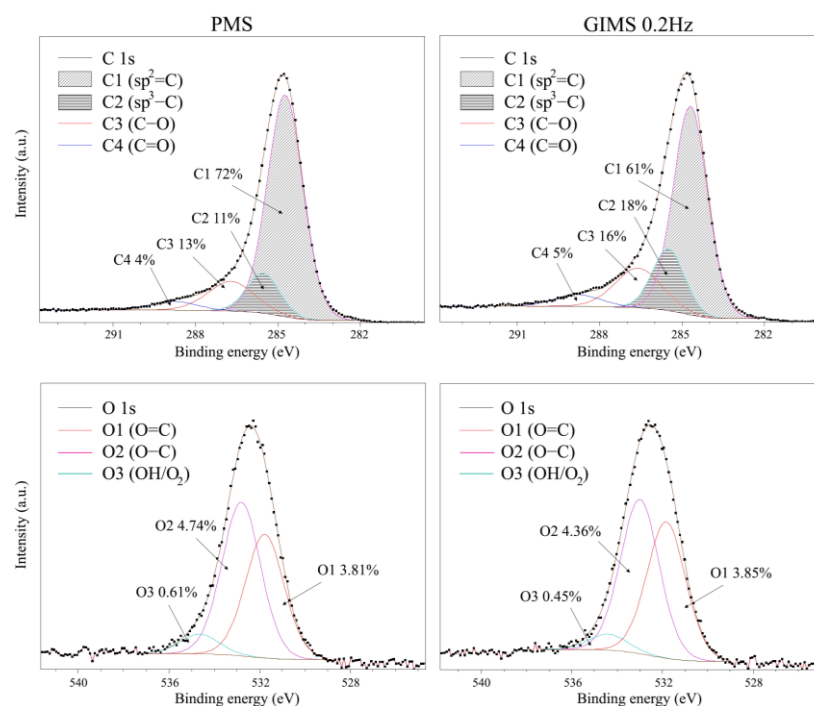 PMS
C 1s
C1 (sp²=C)
C2 (sp³−C)
C3 (C−O)
C4 (C=O)
C1 72%
C2 11%
C3 13%
C4 4%
Intensity (a.u.)
291 288 285 282
Binding energy (eV)
GIMS 0.2Hz
C 1s
C1 (sp²=C)
C2 (sp³−C)
C3 (C−O)
C4 (C=O)
C1 61%
C2 18%
C3 16%
C4 5%
Intensity (a.u.)
291 288 285 282
Binding energy (eV)
O 1s
O1 (O=C)
O2 (O−C)
O3 (OH/O₂)
O2 4.74%
O1 3.81%
O3 0.61%
Intensity (a.u.)
540 536 532 528
Binding energy (eV)
O 1s
O1 (O=C)
O2 (O−C)
O3 (OH/O₂)
O2 4.36%
O1 3.85%
O3 0.45%
Intensity (a.u.)
540 536 532 528
Binding energy (eV)